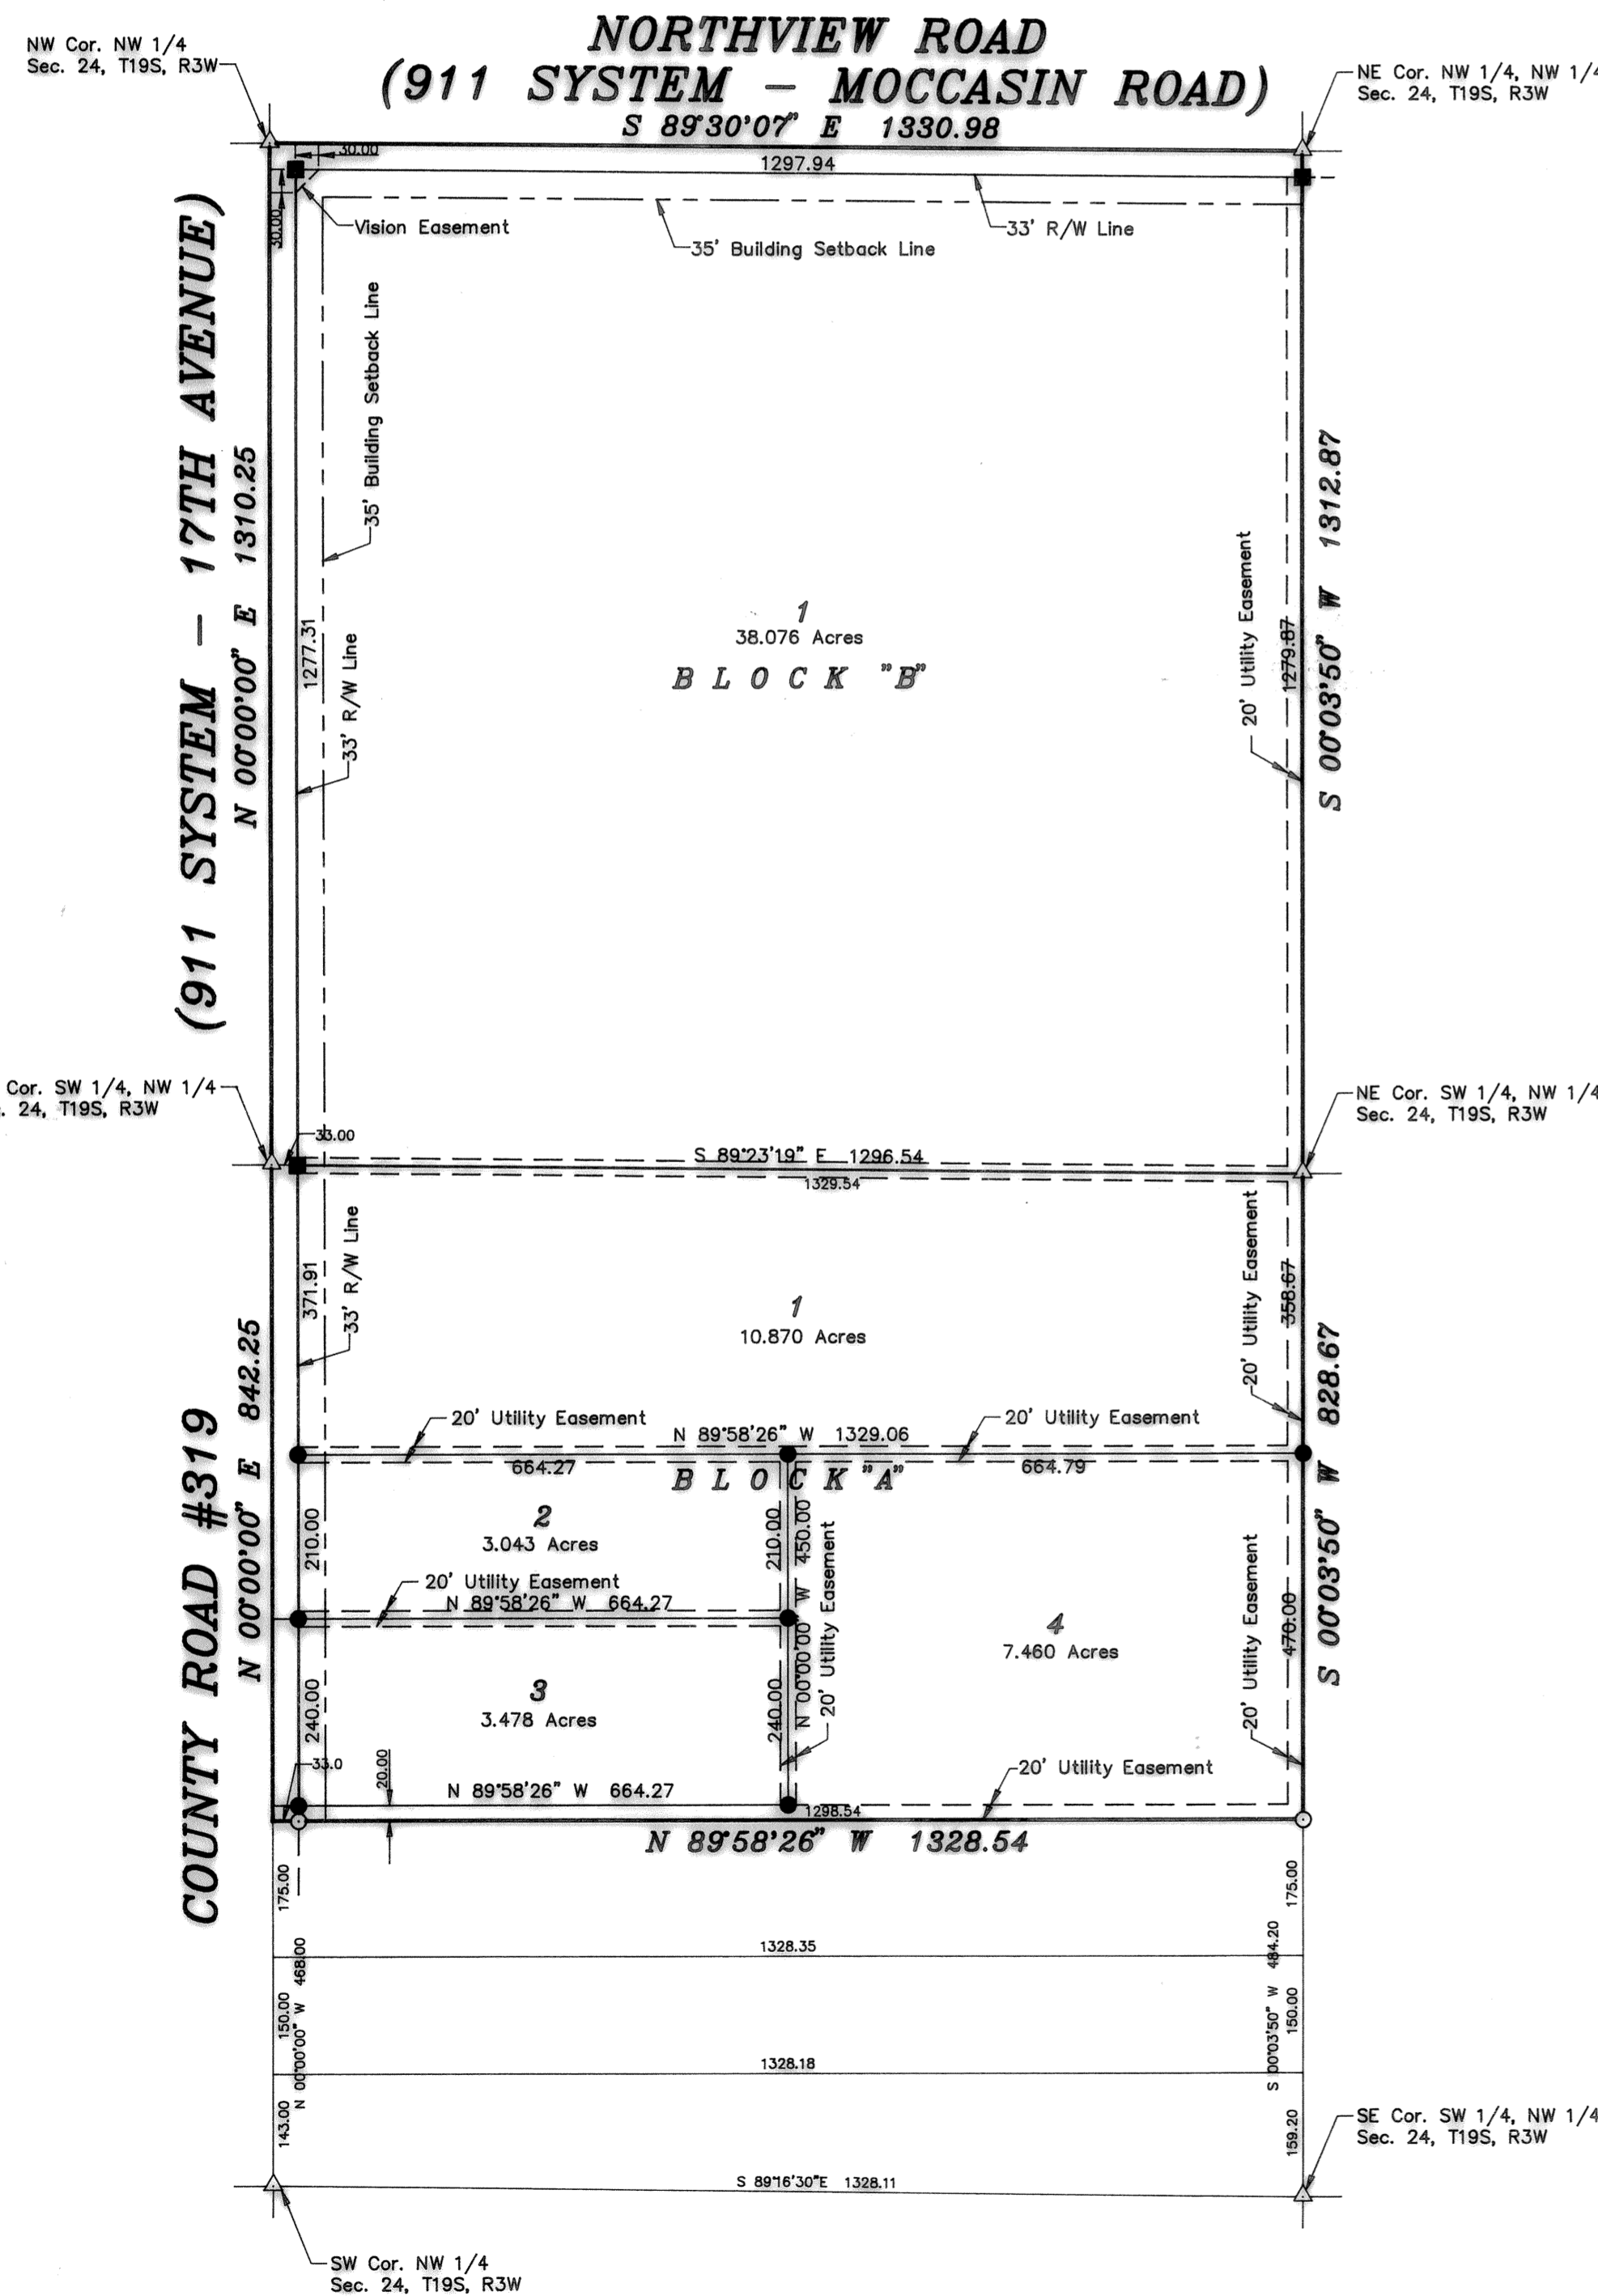 NORTHVIEW ROAD
(911 SYSTEM - MOCCASIN ROAD)
S 89°30'07" E 1330.98
NW Cor. NW 1/4
Sec. 24, T19S, R3W
NE Cor. NW 1/4, NW 1/4
Sec. 24, T19S, R3W
30.00
1297.94
30.00
Vision Easement
33' R/W Line
35' Building Setback Line
35' Building Setback Line
(911 SYSTEM - 17TH AVENUE)
N 00°00'00" E 1310.25
1277.31
33' R/W Line
1
38.076 Acres
BLOCK "B"
20' Utility Easement
1279.87
S 00°03'50" W 1312.87
Cor. SW 1/4, NW 1/4
24, T19S, R3W
NE Cor. SW 1/4, NW 1/4
Sec. 24, T19S, R3W
33.00
S 89°23'19" E 1296.54
1329.54
COUNTY ROAD #319
N 00°00'00" E 842.25
371.91
33' R/W Line
1
10.870 Acres
20' Utility Easement
358.67
S 00°03'50" W 828.67
20' Utility Easement
20' Utility Easement
N 89°58'26" W 1329.06
664.27
664.79
BLOCK "A"
210.00
2
3.043 Acres
210.00
N 00°00'00" W 450.00
20' Utility Easement
20' Utility Easement
N 89°58'26" W 664.27
4
7.460 Acres
20' Utility Easement
470.00
240.00
3
3.478 Acres
240.00
33.0
20.00
N 89°58'26" W 664.27
20' Utility Easement
1298.54
N 89°58'26" W 1328.54
175.00
175.00
1328.35
N 00°00'00" W 468.00
S 00°03'50" W 484.20
150.00
150.00
1328.18
143.00
159.20
SE Cor. SW 1/4, NW 1/4
Sec. 24, T19S, R3W
S 89°16'30"E 1328.11
SW Cor. NW 1/4
Sec. 24, T19S, R3W